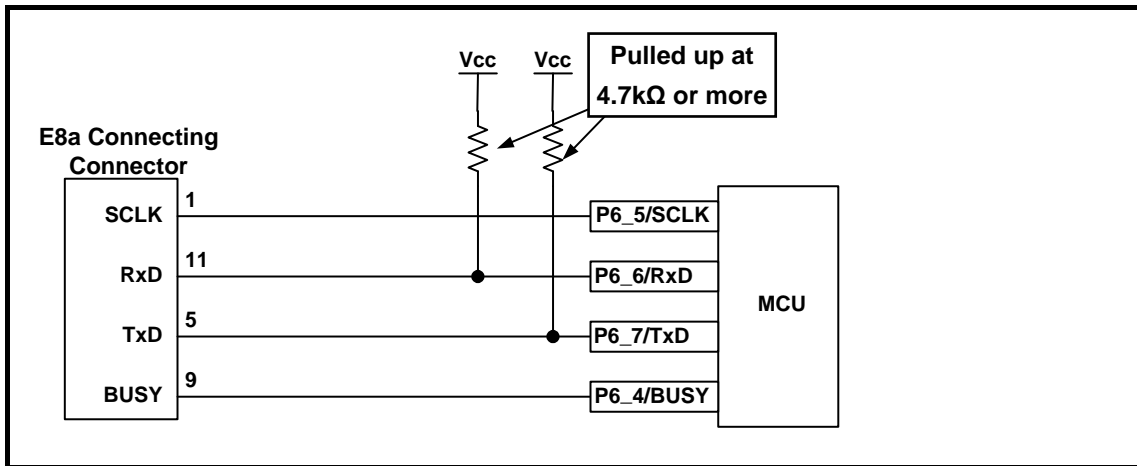 Vcc
Vcc
Pulled up at
4.7kΩ or more
E8a Connecting
Connector
SCLK
1
P6_5/SCLK
RxD
11
P6_6/RxD
MCU
TxD
5
P6_7/TxD
BUSY
9
P6_4/BUSY